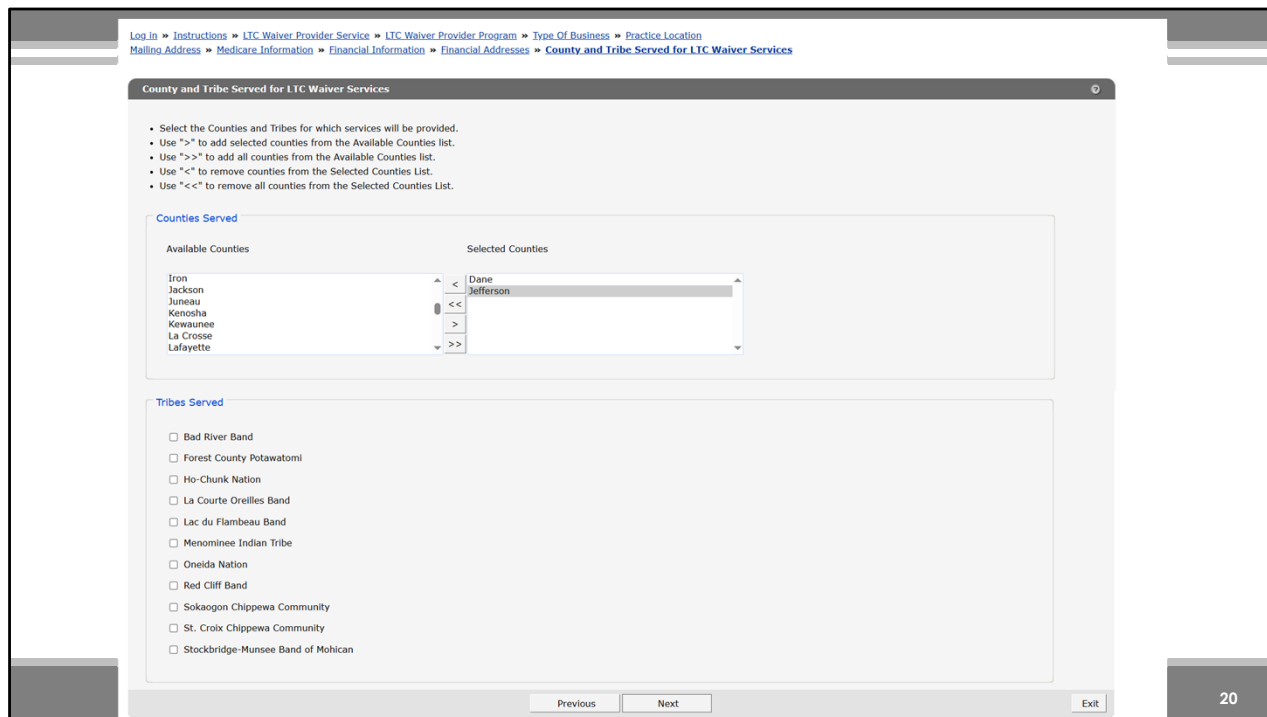 Log in » Instructions » LTC Waiver Provider Service » LTC Waiver Provider Program » Type Of Business » Practice Location
Mailing Address » Medicare Information » Financial Information » Financial Addresses » County and Tribe Served for LTC Waiver Services
County and Tribe Served for LTC Waiver Services
• Select the Counties and Tribes for which services will be provided.
• Use ">" to add selected counties from the Available Counties list.
• Use ">>" to add all counties from the Available Counties list.
• Use "<" to remove counties from the Selected Counties List.
• Use "<<" to remove all counties from the Selected Counties List.
Counties Served
Available Counties
Iron
Jackson
Juneau
Kenosha
Kewaunee
La Crosse
Lafayette
<
<<
>
>>
Selected Counties
Dane
Jefferson
Tribes Served
Bad River Band
Forest County Potawatomi
Ho-Chunk Nation
La Courte Oreilles Band
Lac du Flambeau Band
Menominee Indian Tribe
Oneida Nation
Red Cliff Band
Sokaogon Chippewa Community
St. Croix Chippewa Community
Stockbridge-Munsee Band of Mohican
Previous
Next
Exit
20